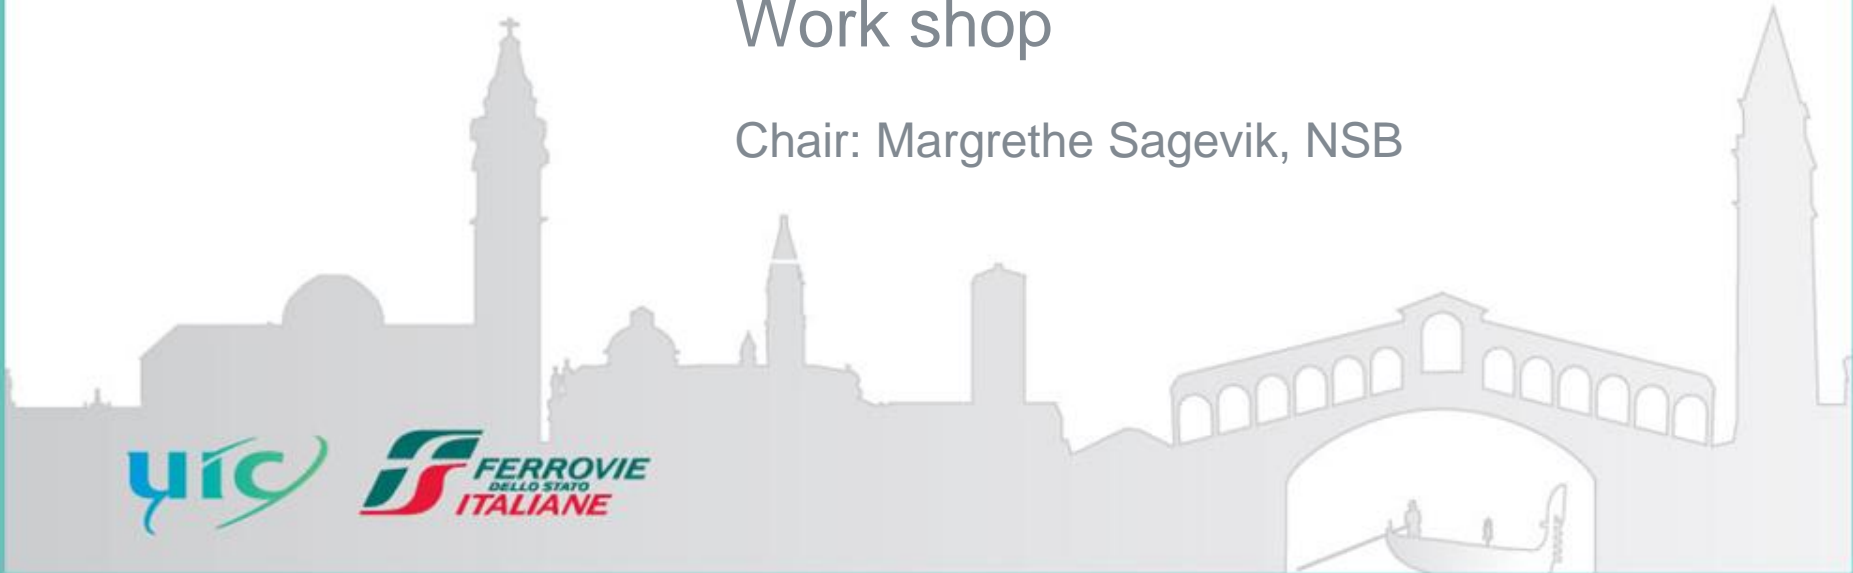 Work shop
Chair: Margrethe Sagevik, NSB
uic
FERROVIE
DELLO STATO
ITALIANE